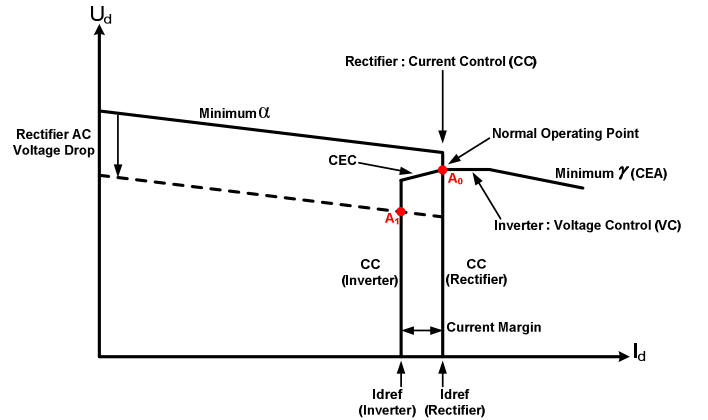 Ud
Rectifier : Current Control (CC)
Minimum α
Rectifier AC
Voltage Drop
Normal Operating Point
CEC
A0
Minimum γ (CEA)
A1
Inverter : Voltage Control (VC)
CC
(Inverter)
CC
(Rectifier)
Current Margin
Id
Idref
(Inverter)
Idref
(Rectifier)